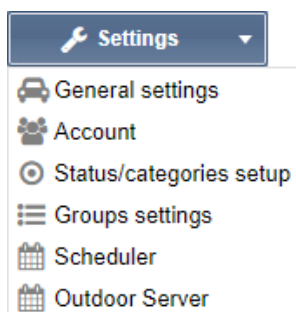 Settings
General settings
Account
Status/categories setup
Groups settings
Scheduler
Outdoor Server